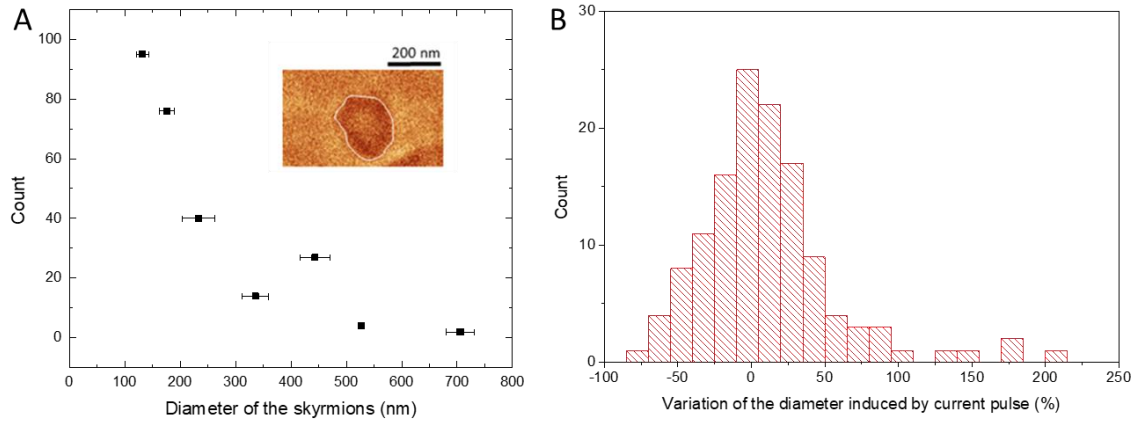 A
100
80
60
40
20
0
Count
200 nm
0 100 200 300 400 500 600 700 800
Diameter of the skyrmions (nm)
B
30
20
10
0
Count
-100 -50 0 50 100 150 200 250
Variation of the diameter induced by current pulse (%)